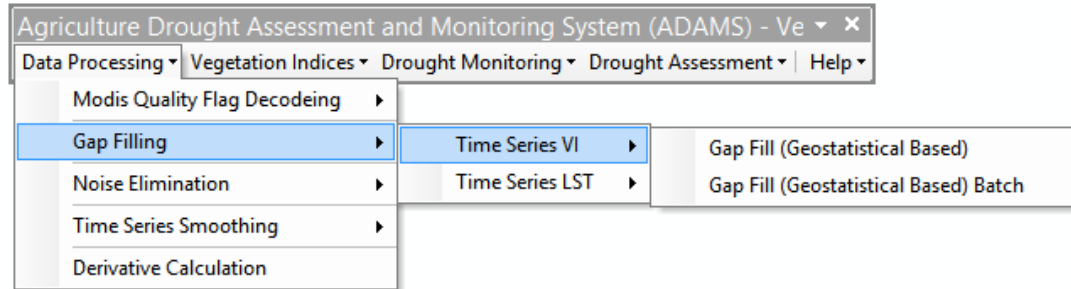 Agriculture Drought Assessment and Monitoring System (ADAMS) - Ve
Data Processing Vegetation Indices Drought Monitoring Drought Assessment Help
Modis Quality Flag Decodeing
Gap Filling Time Series VI Gap Fill (Geostatistical Based)
Noise Elimination Time Series LST Gap Fill (Geostatistical Based) Batch
Time Series Smoothing
Derivative Calculation